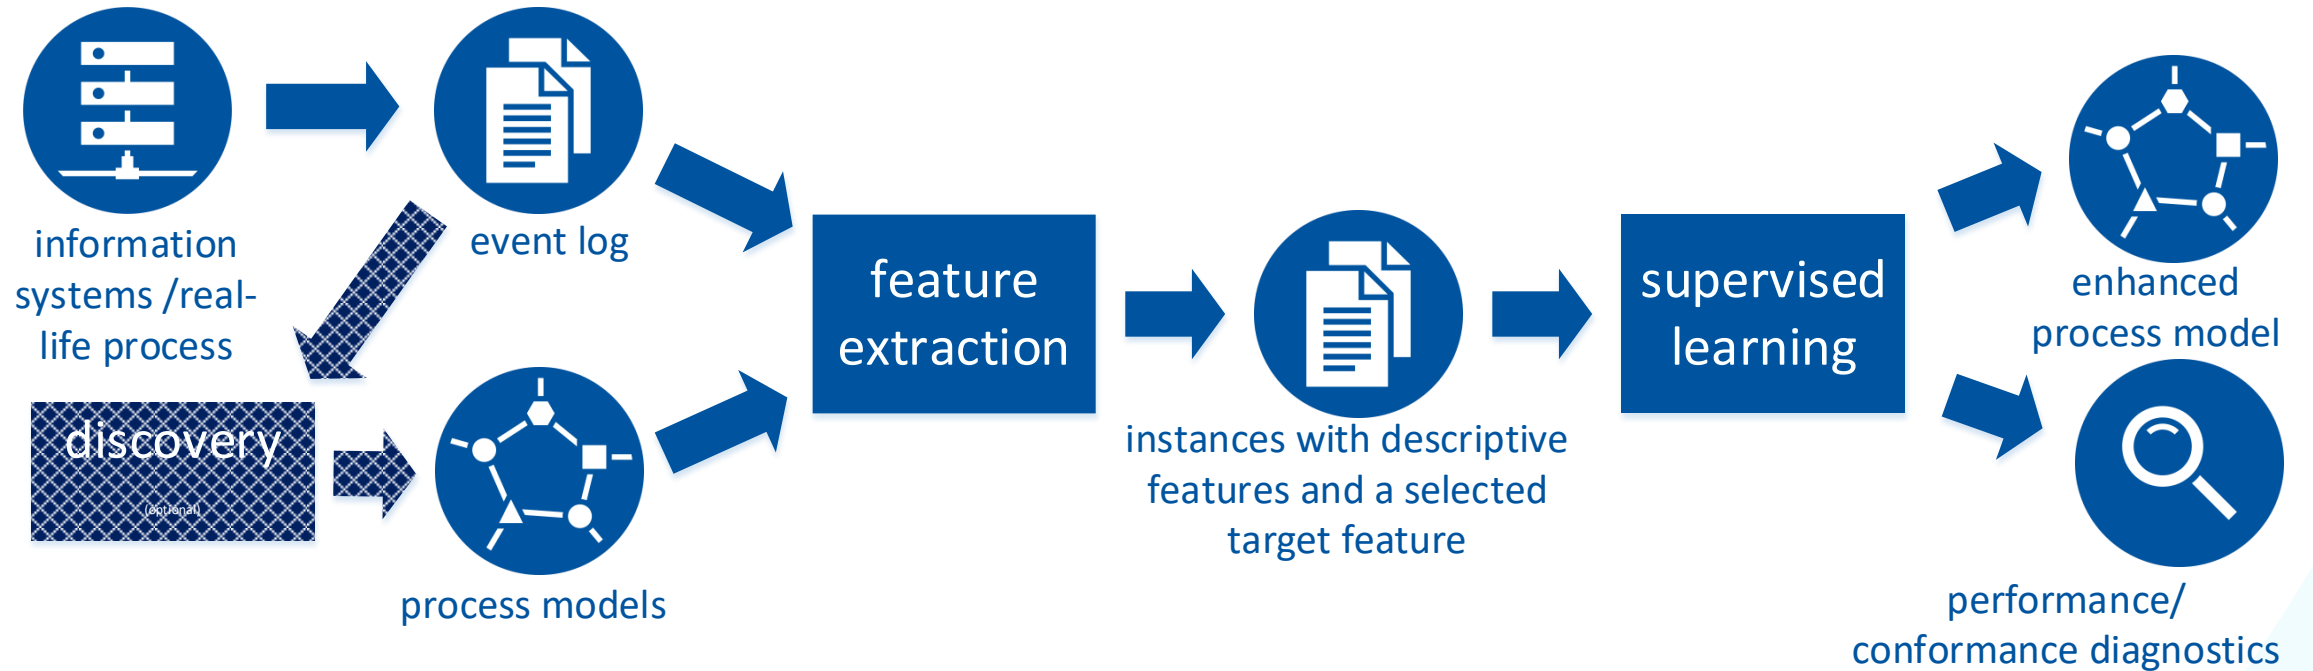 information
systems /real-
life process
event log
discovery
(optional)
process models
feature
extraction
instances with descriptive
features and a selected
target feature
supervised
learning
enhanced
process model
performance/
conformance diagnostics